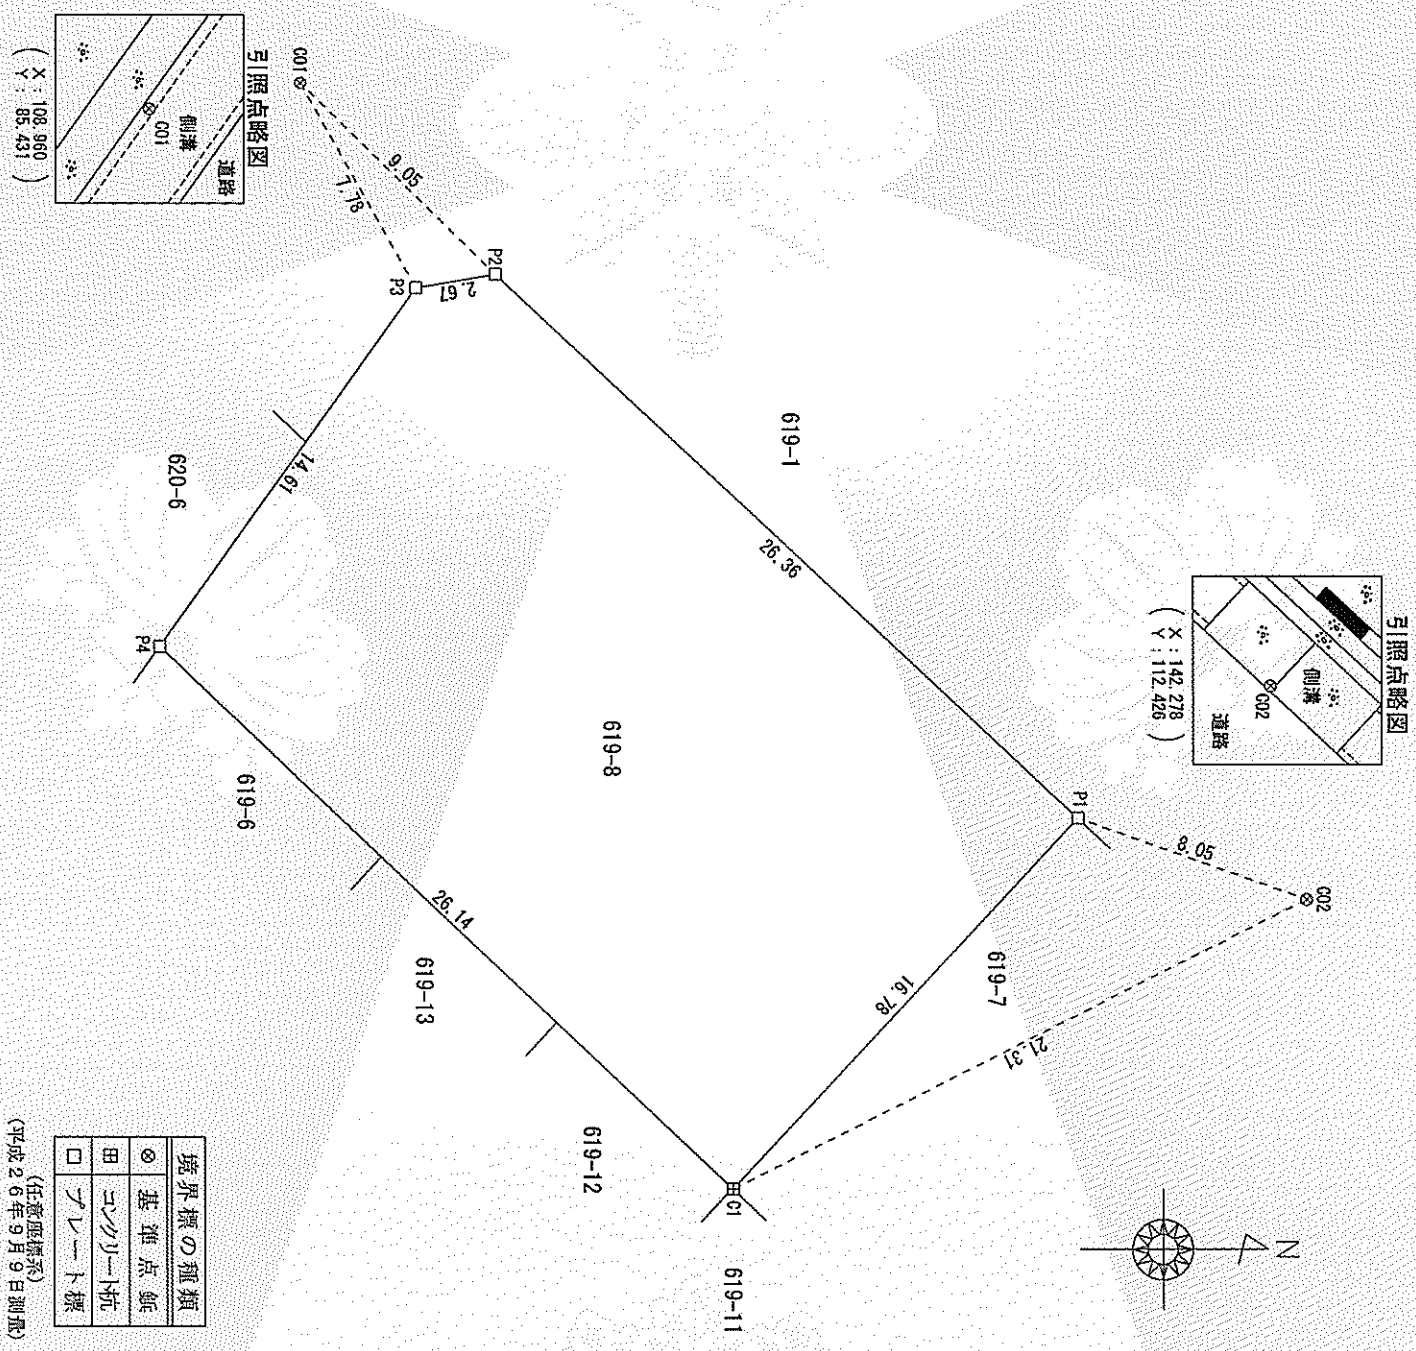 引照点略図
道路
側溝
C01
X : 108.960
Y : 85.431
C01
9.05
7.78
P2
P3
2.67
619-1
26.36
14.61
620-6
P4
619-8
619-6
26.14
619-13
619-12
P1
8.05
C02
619-7
16.78
21.31
C1
619-11
引照点略図
側溝
C02
道路
X : 142.278
Y : 112.426
N
境界標の種類
基準点鋲
コンクリート杭
プレート標
(任意座標系)
(平成26年9月9日測量)